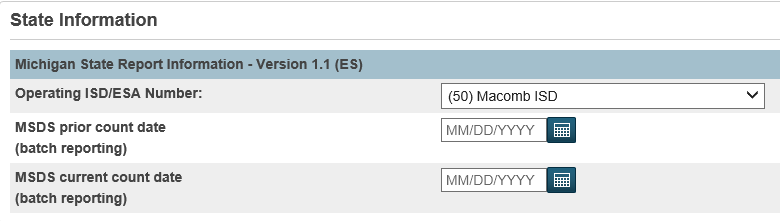 State Information
Michigan State Report Information - Version 1.1 (ES)
Operating ISD/ESA Number:
(50) Macomb ISD
MSDS prior count date
(batch reporting)
MM/DD/YYYY
MSDS current count date
(batch reporting)
MM/DD/YYYY